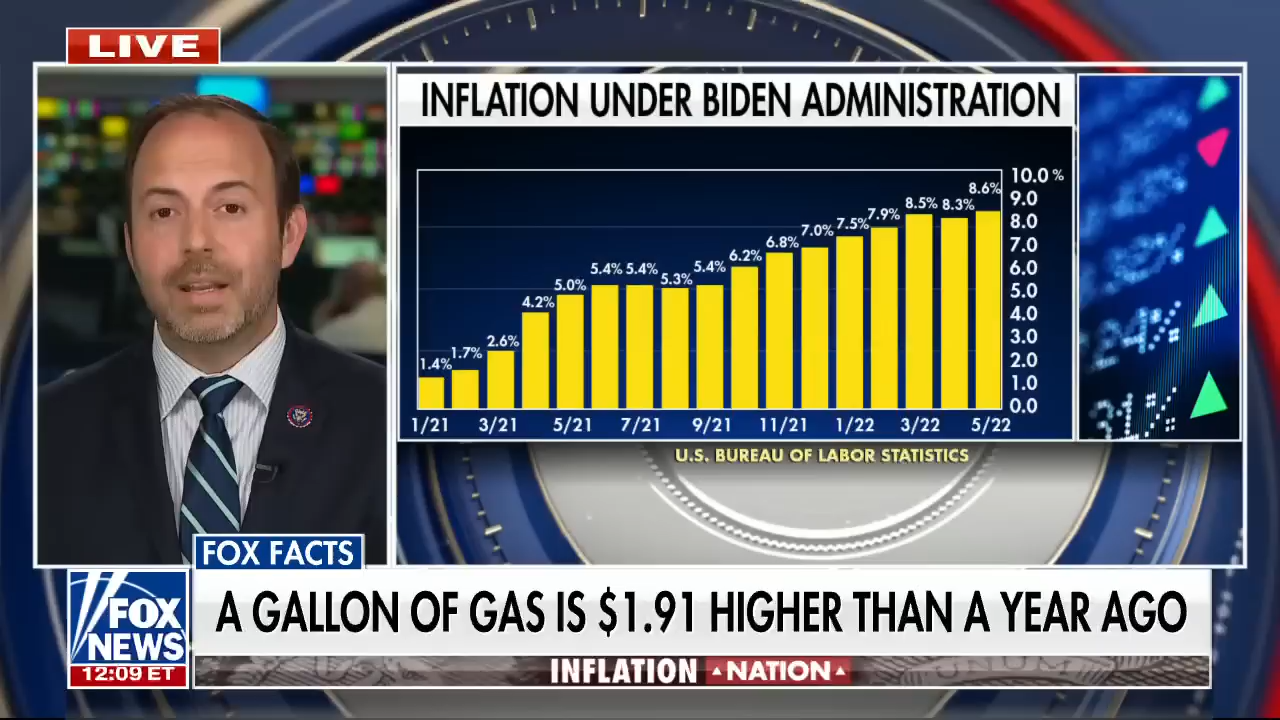 LIVE
INFLATION UNDER BIDEN ADMINISTRATION
10.0 %
9.0
8.0
7.0
6.0
5.0
4.0
3.0
2.0
1.0
0.0
1.4%
1.7%
2.6%
4.2%
5.0%
5.4%
5.4%
5.3%
5.4%
6.2%
6.8%
7.0%
7.5%
7.9%
8.5%
8.3%
8.6%
1/21 3/21 5/21 7/21 9/21 11/21 1/22 3/22 5/22
U.S. BUREAU OF LABOR STATISTICS
FOX FACTS
A GALLON OF GAS IS $1.91 HIGHER THAN A YEAR AGO
FOX
NEWS
12:09 ET
INFLATION NATION